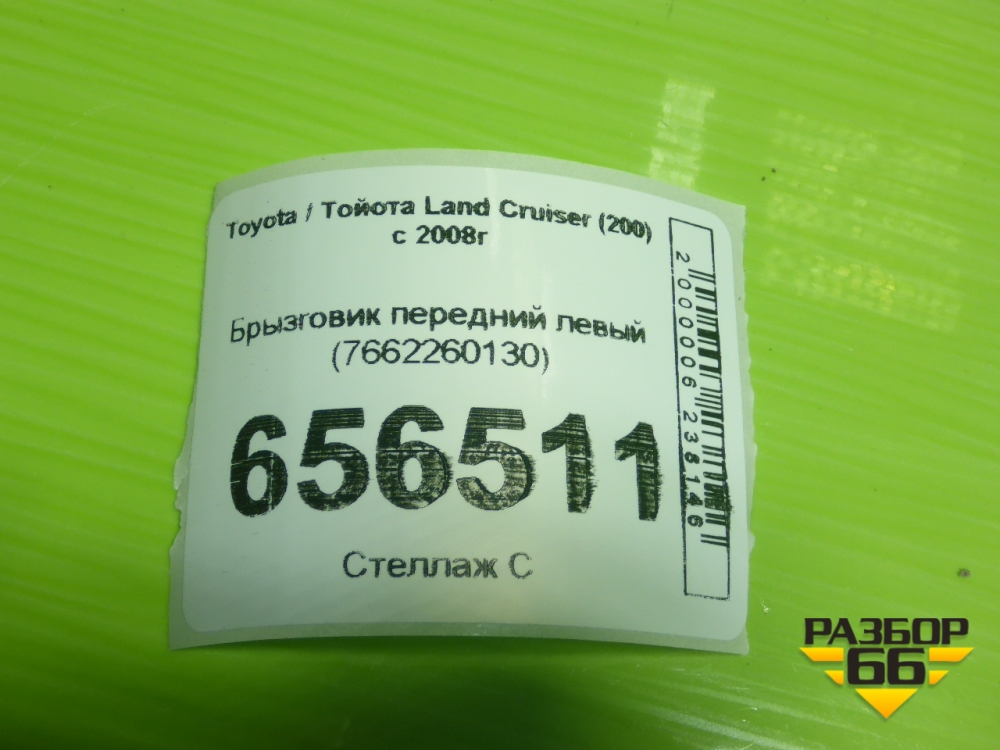 Toyota / Тойота Land Cruiser (200)
с 2008г
Брызговик передний левый
(7662260130)
656511
Стеллаж С
2000006238146
РАЗБОР
66